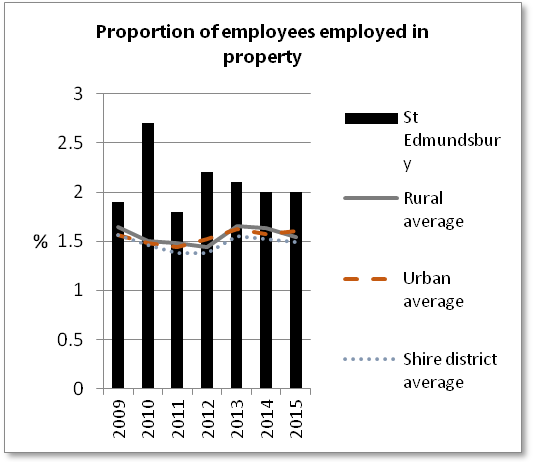 Proportion of employees employed in
property
3
2.5
2
1.5
1
0.5
0
%
2009
2010
2011
2012
2013
2014
2015
St
Edmundsbur
y
Rural
average
Urban
average
Shire district
average